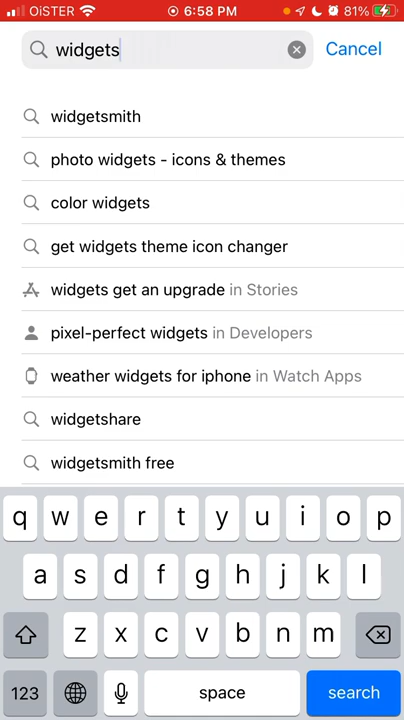 OiSTER 6:58 PM 81%
widgets Cancel
widgetsmith
photo widgets - icons & themes
color widgets
get widgets theme icon changer
widgets get an upgrade in Stories
pixel-perfect widgets in Developers
weather widgets for iphone in Watch Apps
widgetshare
widgetsmith free
q w e r t y u i o p
a s d f g h j k l
z x c v b n m
123 space search